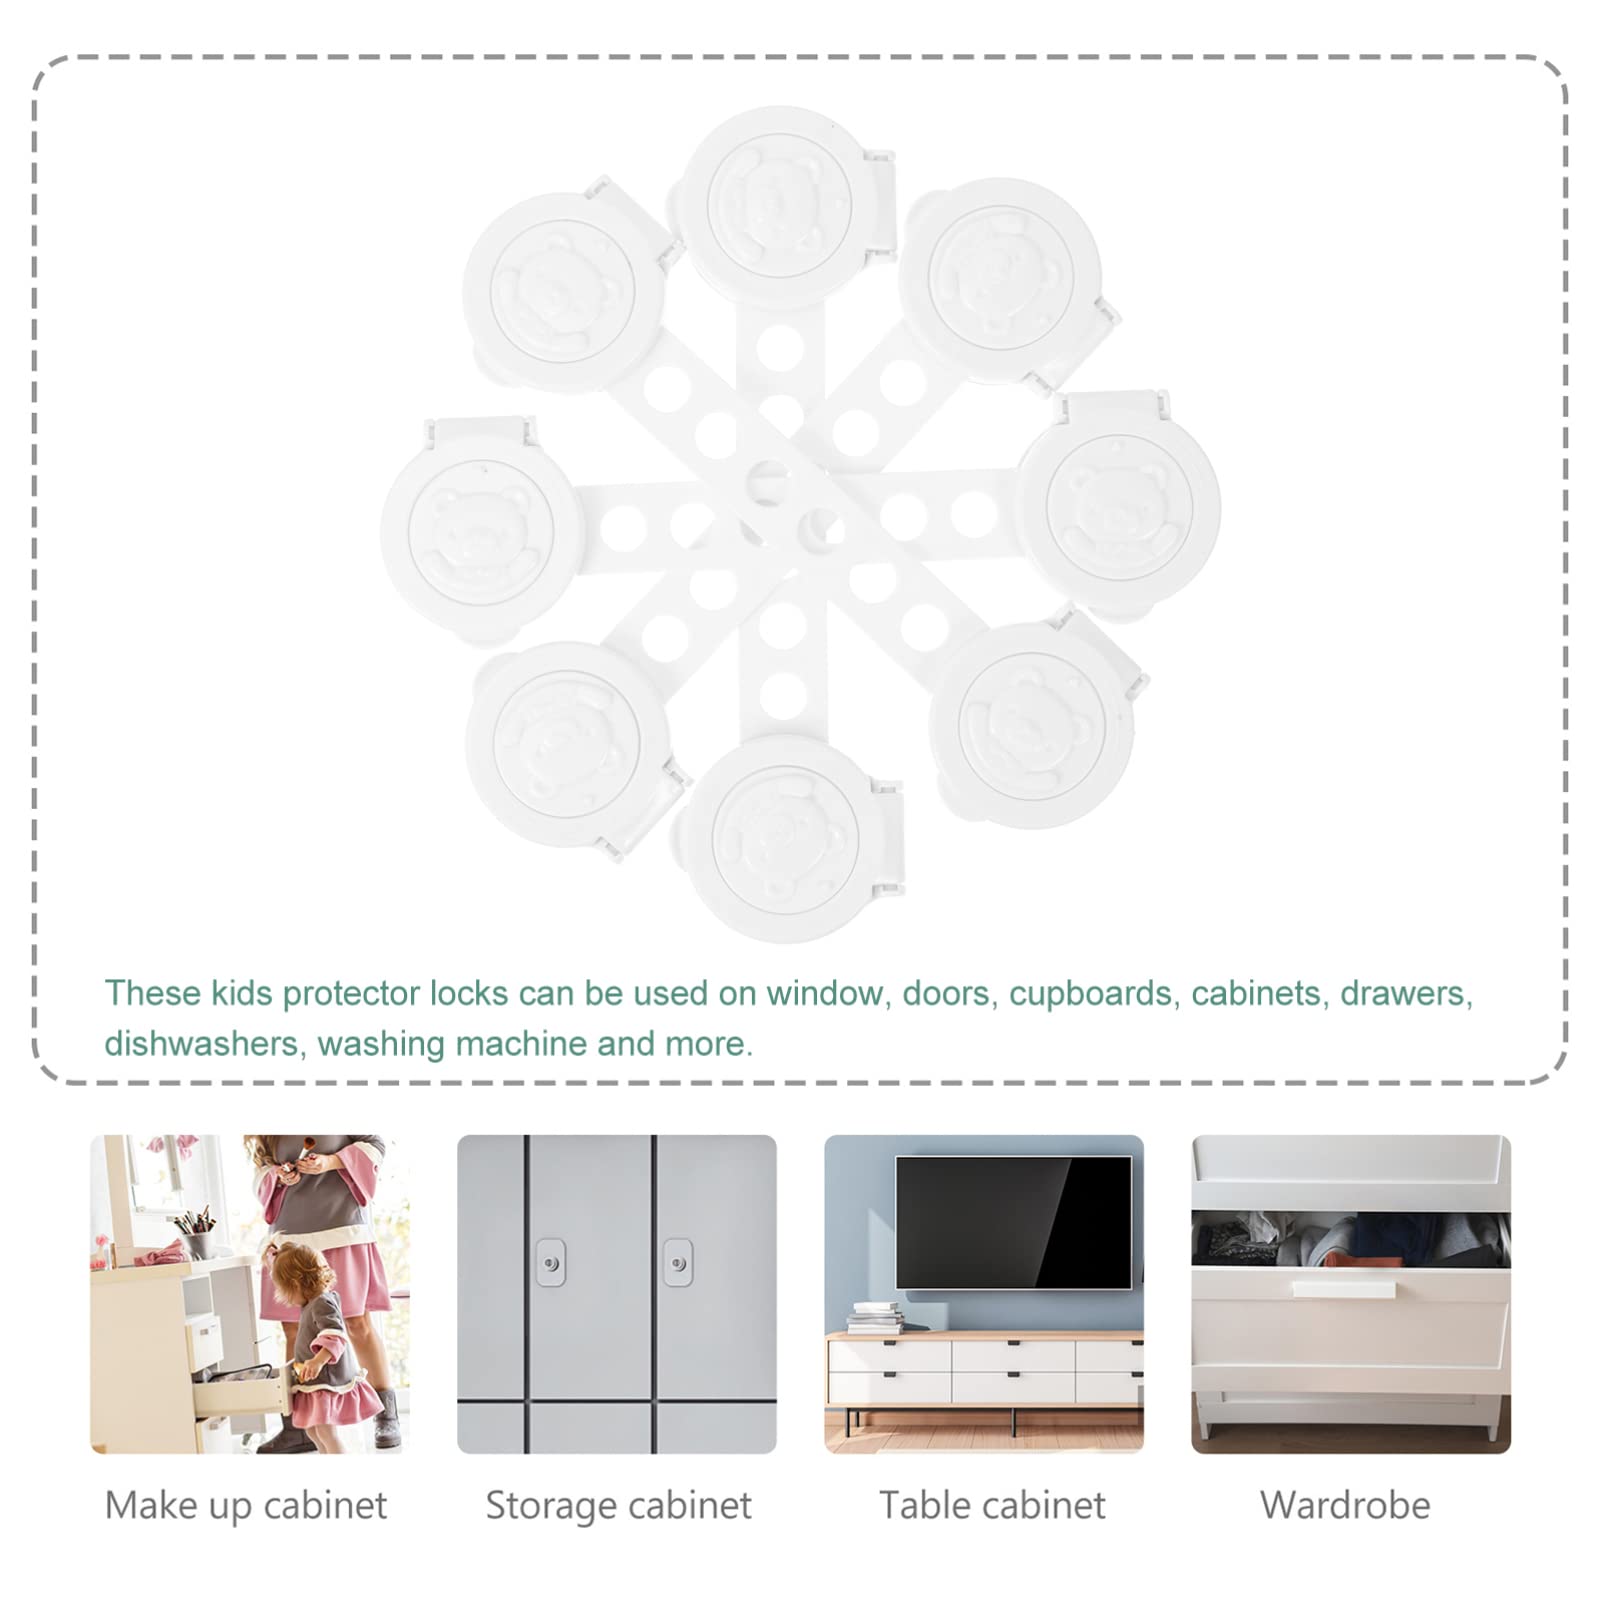 These kids protector locks can be used on window, doors, cupboards, cabinets, drawers,
dishwashers, washing machine and more.
Make up cabinet
Storage cabinet
Table cabinet
Wardrobe